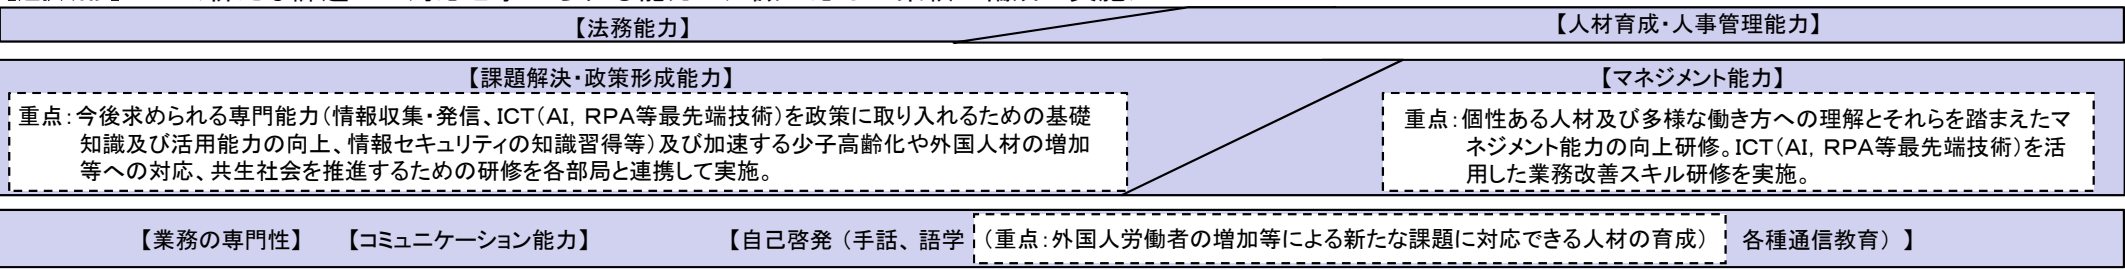 【法務能力】
【人材育成・人事管理能力】
【課題解決・政策形成能力】
重点：今後求められる専門能力（情報収集・発信、ICT（AI, RPA等最先端技術）を政策に取り入れるための基礎
知識及び活用能力の向上、情報セキュリティの知識習得等）及び加速する少子高齢化や外国人材の増加
等への対応、共生社会を推進するための研修を各部局と連携して実施。
【マネジメント能力】
重点：個性ある人材及び多様な働き方への理解とそれらを踏まえたマ
ネジメント能力の向上研修。ICT（AI, RPA等最先端技術）を活
用した業務改善スキル研修を実施。
【業務の専門性】 【コミュニケーション能力】 【自己啓発（手話、語学（重点：外国人労働者の増加等による新たな課題に対応できる人材の育成） 各種通信教育）】